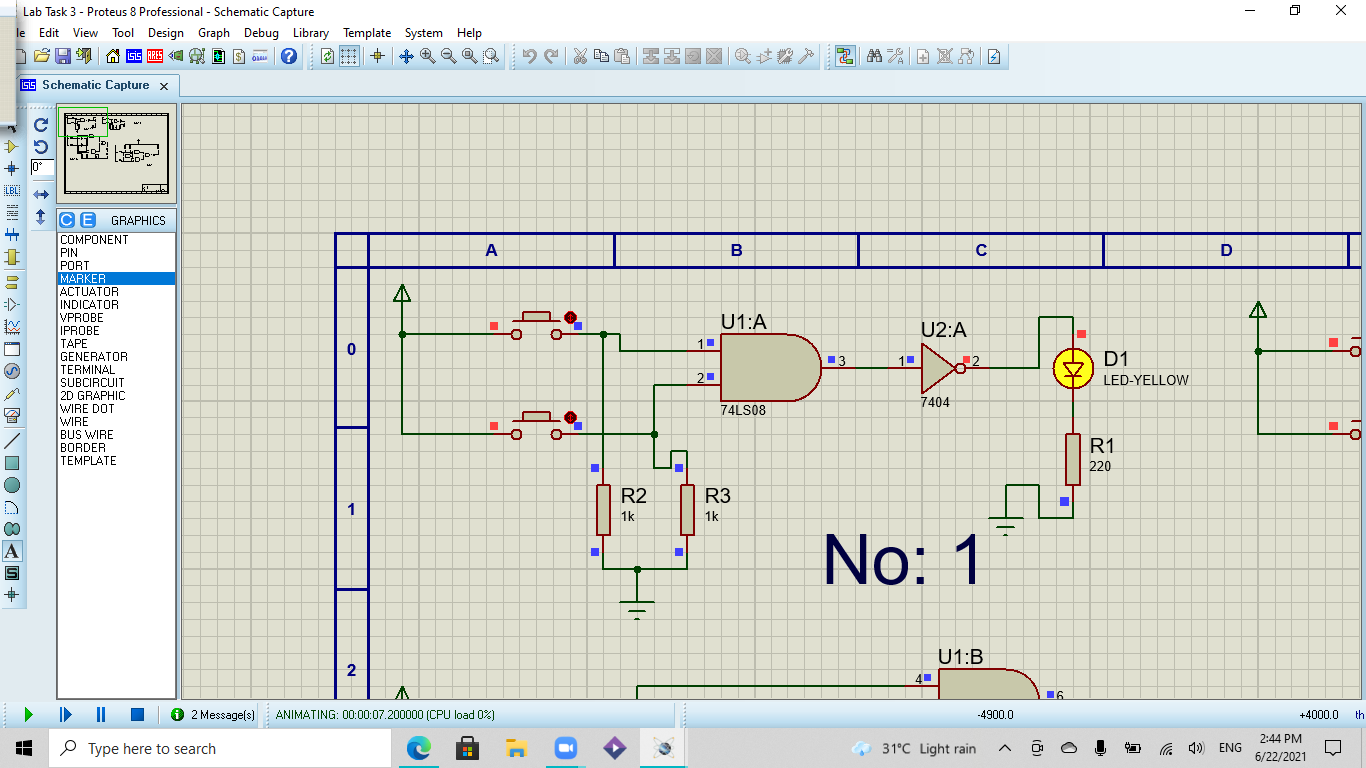 Lab Task 3 - Proteus 8 Professional - Schematic Capture
le Edit View Tool Design Graph Debug Library Template System Help
Schematic Capture
LBL
0°
C E GRAPHICS
COMPONENT
PIN
PORT
MARKER
ACTUATOR
INDICATOR
VPROBE
IPROBE
TAPE
GENERATOR
TERMINAL
SUBCIRCUIT
2D GRAPHIC
WIRE DOT
WIRE
BUS WIRE
BORDER
TEMPLATE
A
S
A B C D
0
1
2
U1:A
1
2
3
74LS08
U2:A
1
2
7404
D1
LED-YELLOW
R1
220
R2
1k
R3
1k
No: 1
U1:B
4
6
2 Message(s) ANIMATING: 00:00:07.200000 (CPU load 0%) -4900.0 +4000.0 th
Type here to search
31°C Light rain
ENG
2:44 PM
6/22/2021